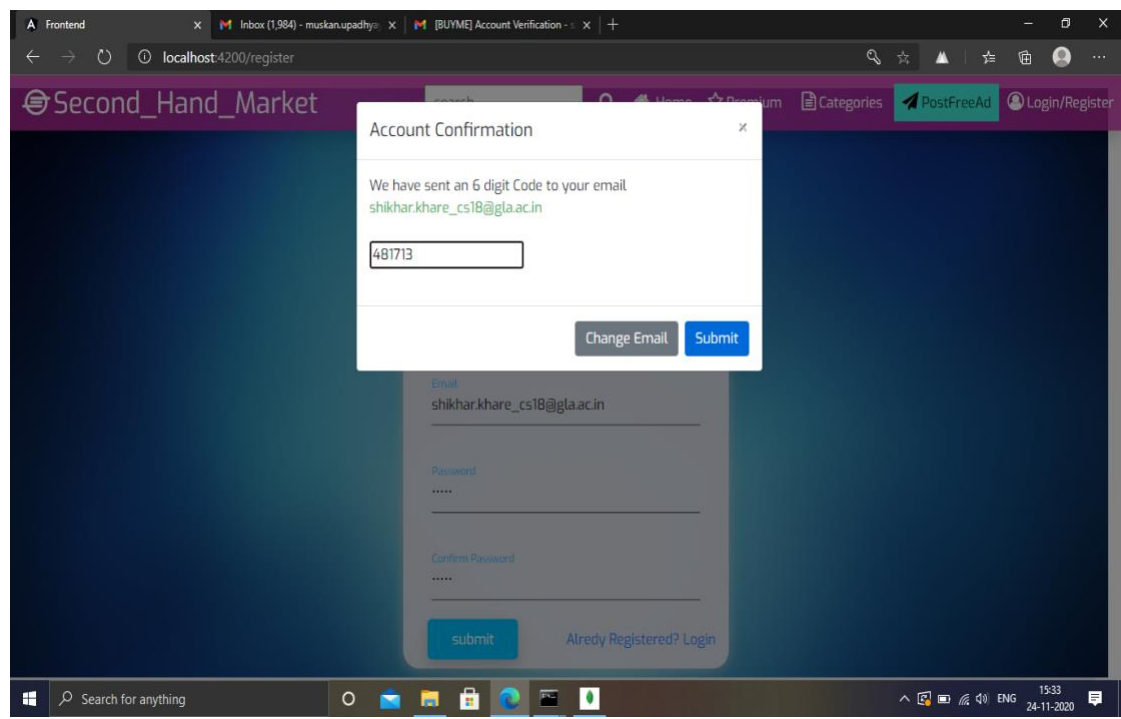 Frontend
Inbox (1,984) - muskan.upadhya
[BUYME] Account Verification - s
localhost:4200/register
Second_Hand_Market
search
Home
Premium
Categories
PostFreeAd
Login/Register
Account Confirmation
We have sent an 6 digit Code to your email
shikhar.khare_cs18@gla.ac.in
481713
Change Email
Submit
Email
shikhar.khare_cs18@gla.ac.in
Password
•••••
Confirm Password
•••••
submit
Alredy Registered? Login
Search for anything
ENG
15:33
24-11-2020